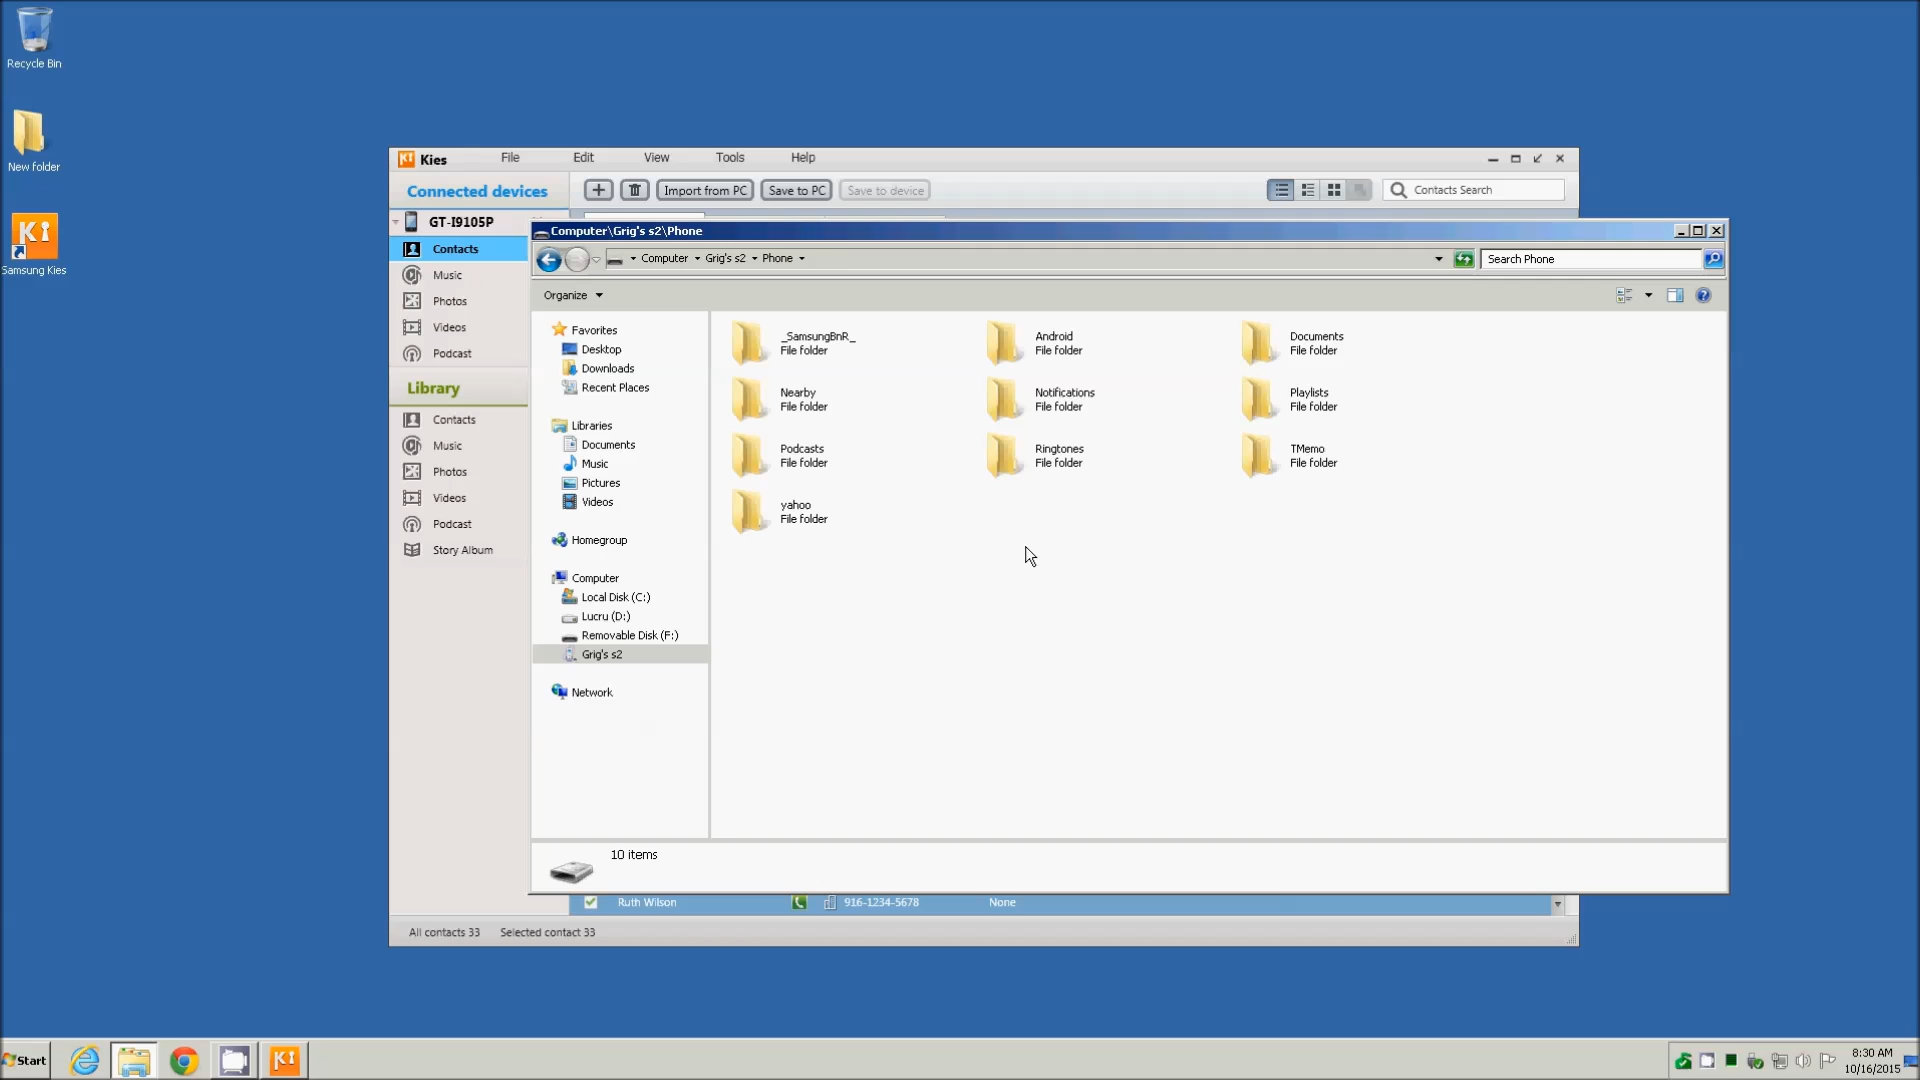 Recycle Bin
New folder
Ki
Samsung Kies
Ki Kies File Edit View Tools Help
Connected devices Import from PC Save to PC Save to device Contacts Search
GT-I9105P
Contacts
Music
Photos
Videos
Podcast
Library
Contacts
Music
Photos
Videos
Podcast
Story Album
Computer\Grig's s2\Phone
Computer Grig's s2 Phone Search Phone
Organize
Favorites
Desktop
Downloads
Recent Places
Libraries
Documents
Music
Pictures
Videos
Homegroup
Computer
Local Disk (C:)
Lucru (D:)
Removable Disk (F:)
Grig's s2
Network
_SamsungBnR_
File folder
Android
File folder
Documents
File folder
Nearby
File folder
Notifications
File folder
Playlists
File folder
Podcasts
File folder
Ringtones
File folder
TMemo
File folder
yahoo
File folder
10 items
Ruth Wilson 916-1234-5678 None
All contacts 33 Selected contact 33
Start Ki 8:30 AM
10/16/2015